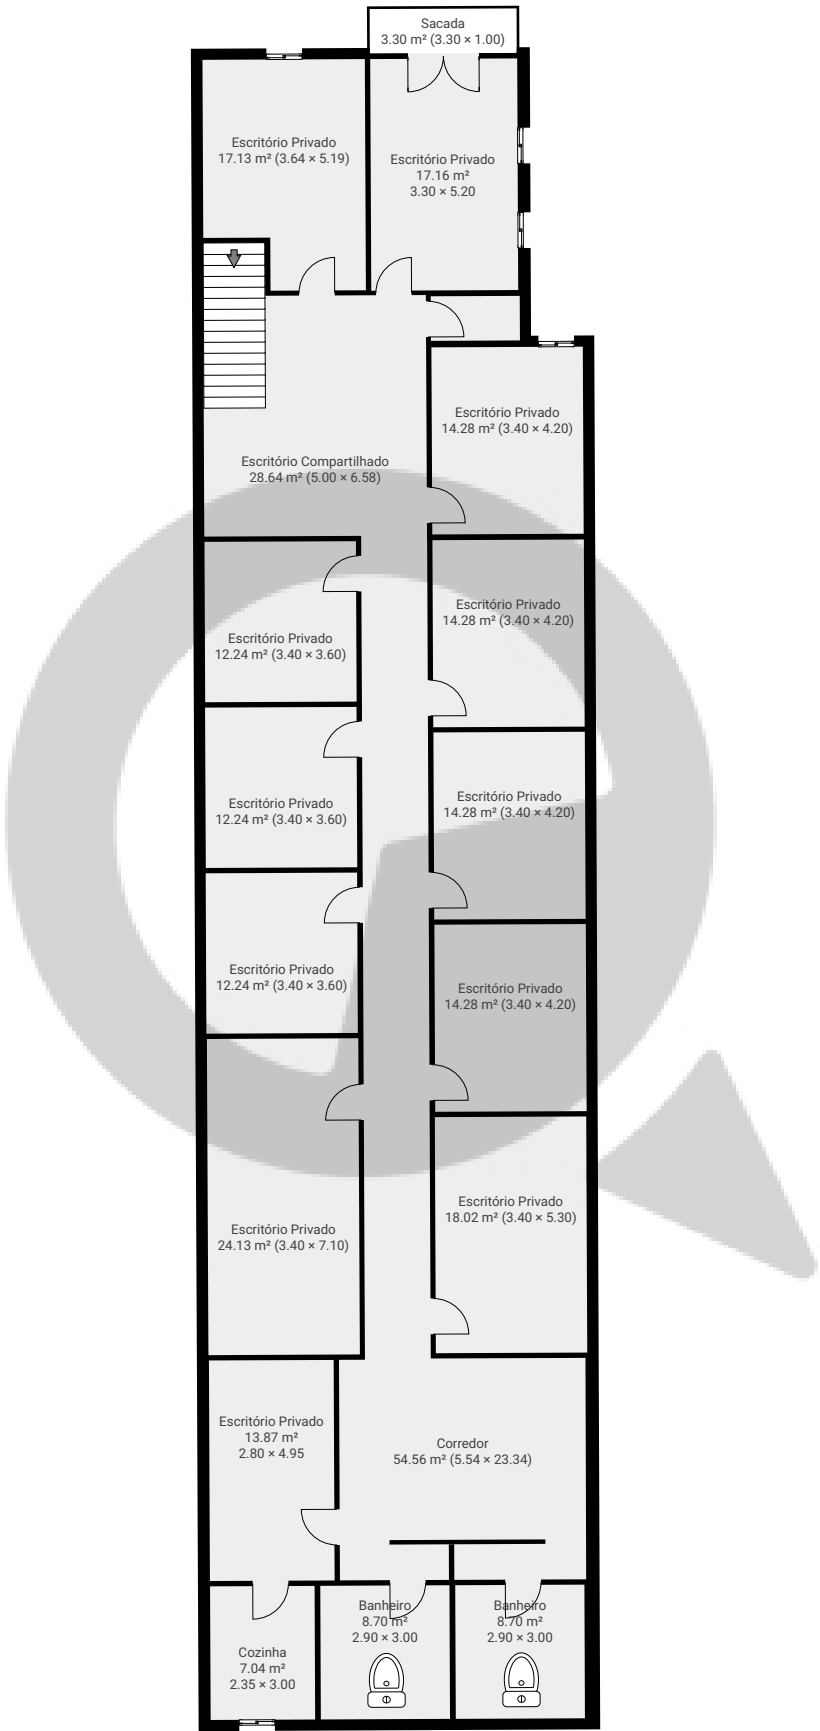 Sacada
3.30 m² (3.30 × 1.00)
Escritório Privado
17.13 m² (3.64 × 5.19)
Escritório Privado
17.16 m²
3.30 × 5.20
Escritório Privado
14.28 m² (3.40 × 4.20)
Escritório Compartilhado
28.64 m² (5.00 × 6.58)
Escritório Privado
14.28 m² (3.40 × 4.20)
Escritório Privado
12.24 m² (3.40 × 3.60)
Escritório Privado
14.28 m² (3.40 × 4.20)
Escritório Privado
12.24 m² (3.40 × 3.60)
Escritório Privado
12.24 m² (3.40 × 3.60)
Escritório Privado
14.28 m² (3.40 × 4.20)
Escritório Privado
18.02 m² (3.40 × 5.30)
Escritório Privado
24.13 m² (3.40 × 7.10)
Escritório Privado
13.87 m²
2.80 × 4.95
Corredor
54.56 m² (5.54 × 23.34)
Banheiro
8.70 m²
2.90 × 3.00
Banheiro
8.70 m²
2.90 × 3.00
Cozinha
7.04 m²
2.35 × 3.00